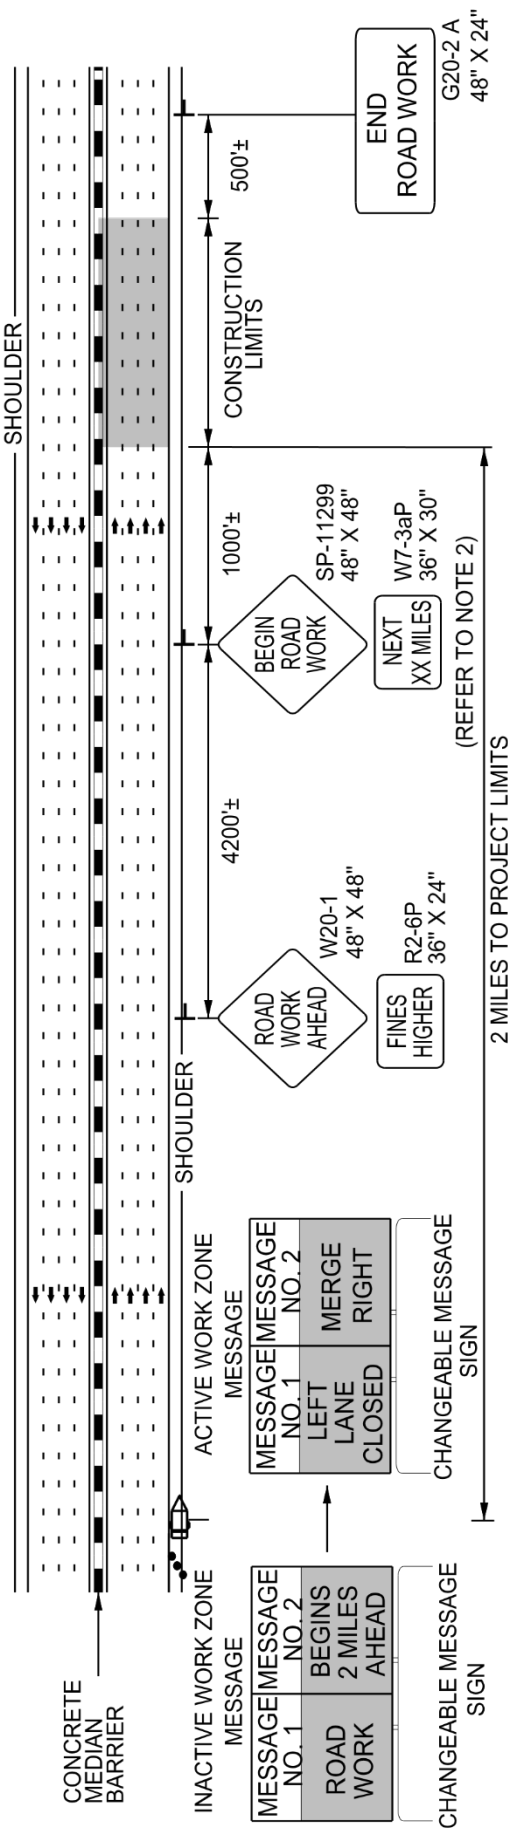 SHOULDER
CONCRETE
MEDIAN
BARRIER
SHOULDER
4200'±
1000'±
CONSTRUCTION
LIMITS
500'±
INACTIVE WORK ZONE
MESSAGE
MESSAGE
NO. 1
MESSAGE
NO. 2
ROAD
WORK
BEGINS
2 MILES
AHEAD
CHANGEABLE MESSAGE
SIGN
ACTIVE WORK ZONE
MESSAGE
MESSAGE
NO. 1
MESSAGE
NO. 2
LEFT
LANE
CLOSED
MERGE
RIGHT
CHANGEABLE MESSAGE
SIGN
ROAD
WORK
AHEAD
W20-1
48" X 48"
FINES
HIGHER
R2-6P
36" X 24"
BEGIN
ROAD
WORK
SP-11299
48" X 48"
NEXT
XX MILES
W7-3aP
36" X 30"
END
ROAD WORK
G20-2 A
48" X 24"
(REFER TO NOTE 2)
2 MILES TO PROJECT LIMITS